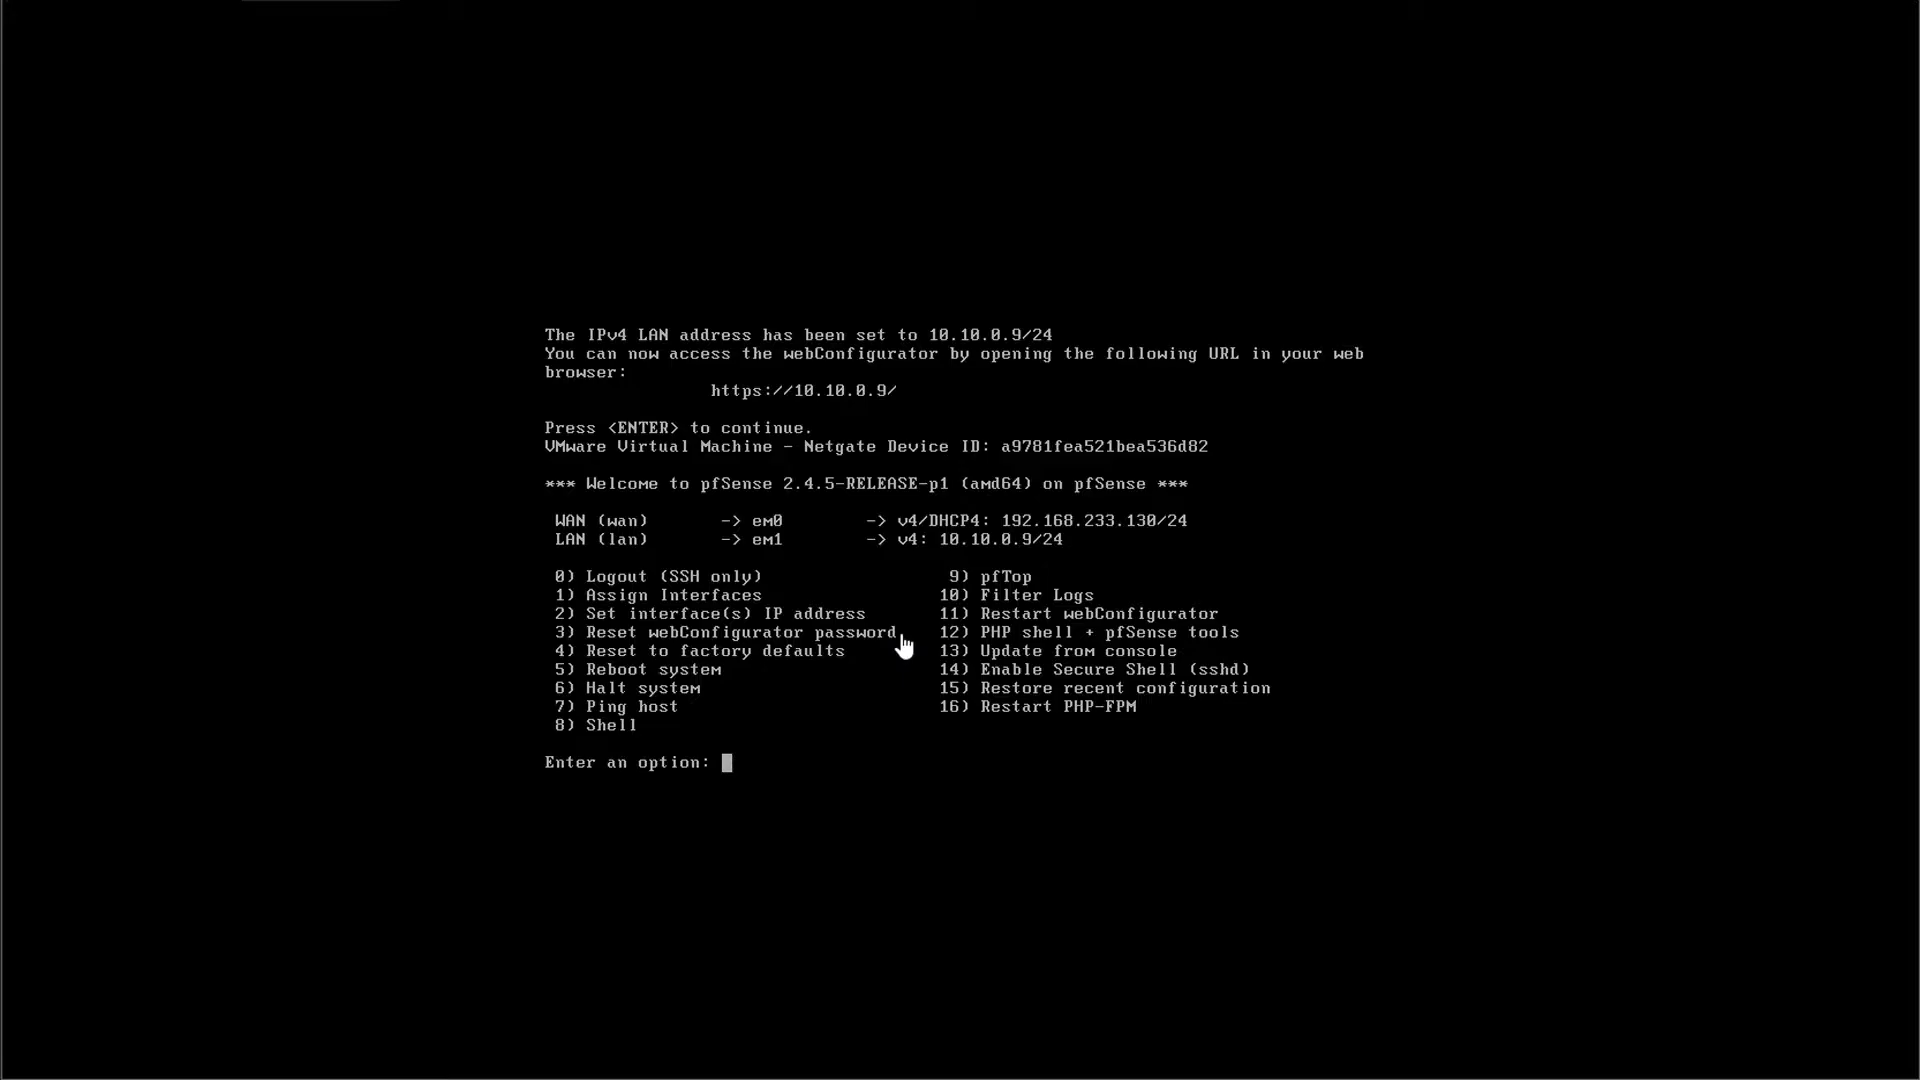 The IPv4 LAN address has been set to 10.10.0.9/24
You can now access the webConfigurator by opening the following URL in your web
browser:
https://10.10.0.9/
Press <ENTER> to continue.
VMware Virtual Machine - Netgate Device ID: a9781fea521bea536d82
*** Welcome to pfSense 2.4.5-RELEASE-p1 (amd64) on pfSense ***
WAN (wan) -> em0 -> v4/DHCP4: 192.168.233.130/24
LAN (lan) -> em1 -> v4: 10.10.0.9/24
0) Logout (SSH only) 9) pfTop
1) Assign Interfaces 10) Filter Logs
2) Set interface(s) IP address 11) Restart webConfigurator
3) Reset webConfigurator password 12) PHP shell + pfSense tools
4) Reset to factory defaults 13) Update from console
5) Reboot system 14) Enable Secure Shell (sshd)
6) Halt system 15) Restore recent configuration
7) Ping host 16) Restart PHP-FPM
8) Shell
Enter an option: